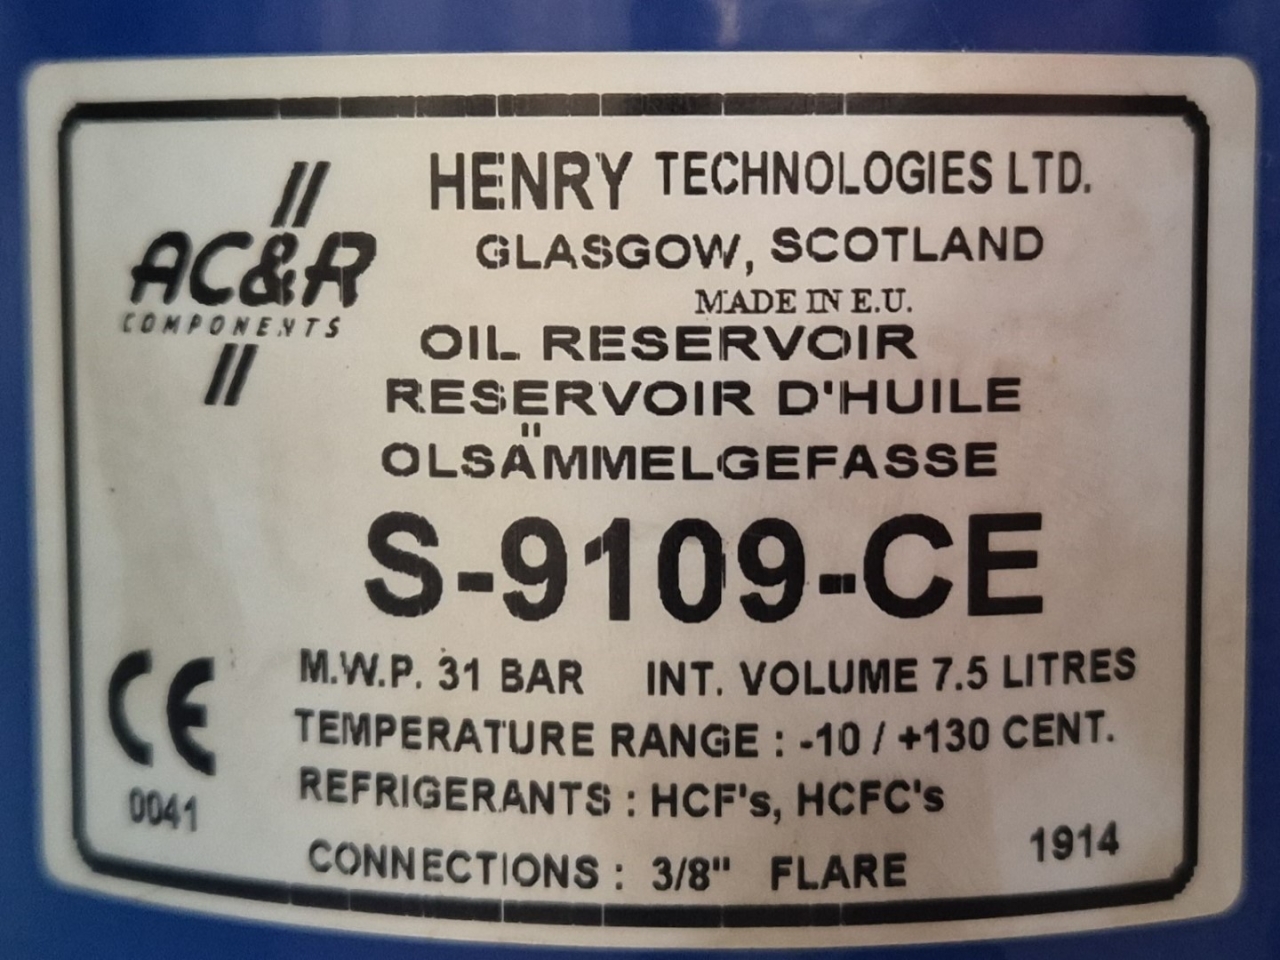 HENRY TECHNOLOGIES LTD.
GLASGOW, SCOTLAND
AC&R
COMPONENTS
MADE IN E.U.
OIL RESERVOIR
RESERVOIR D'HUILE
OLSÄMMELGEFASSE
S-9109-CE
M.W.P. 31 BAR INT. VOLUME 7.5 LITRES
TEMPERATURE RANGE : -10 / +130 CENT.
REFRIGERANTS : HCF's, HCFC's
CE
0041
CONNECTIONS : 3/8" FLARE
1914